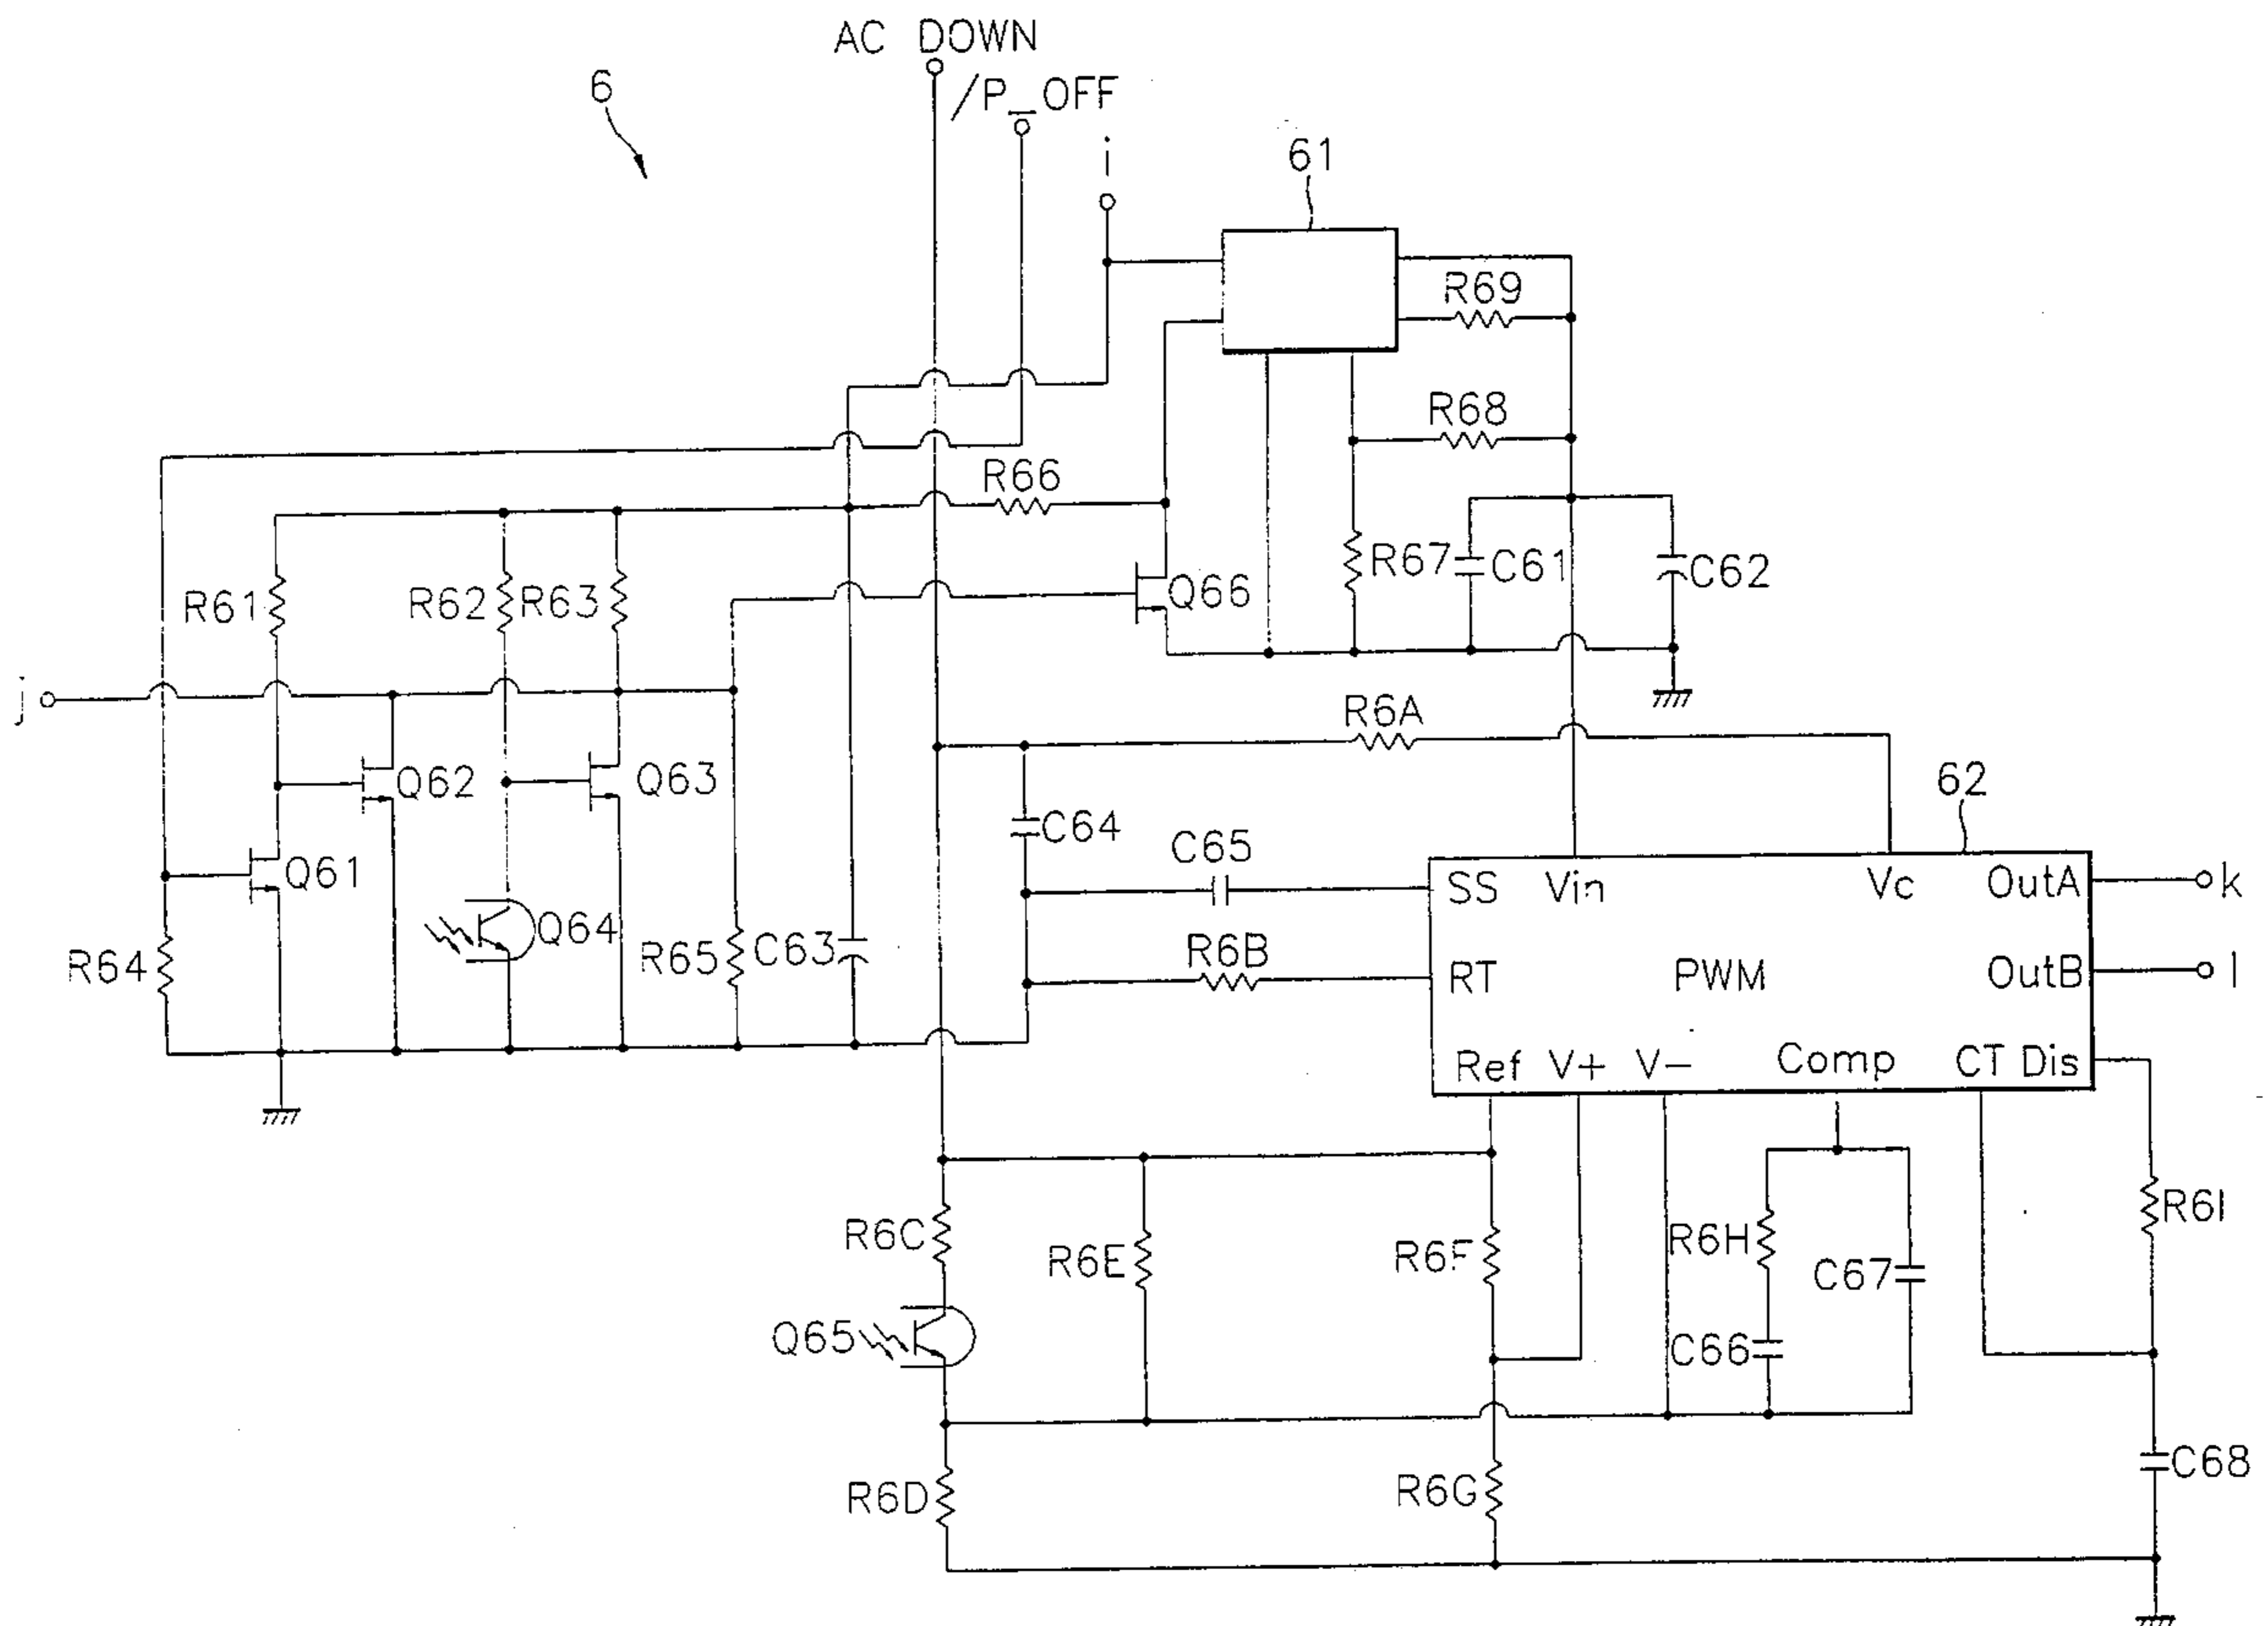 AC DOWN
/P_OFF
6
i
61
R69
R68
R66
R61
R62
R63
Q66
R67
C61
C62
j
R6A
Q62
Q63
62
C64
C65
Q61
SS
Vin
Vc
OutA
k
Q64
R64
R65
C63
R6B
RT
PWM
OutB
l
Ref
V+
V−
Comp
CT
Dis
R6C
R6E
R6F
R6H
C67
R6I
Q65
C66
R6D
R6G
C68